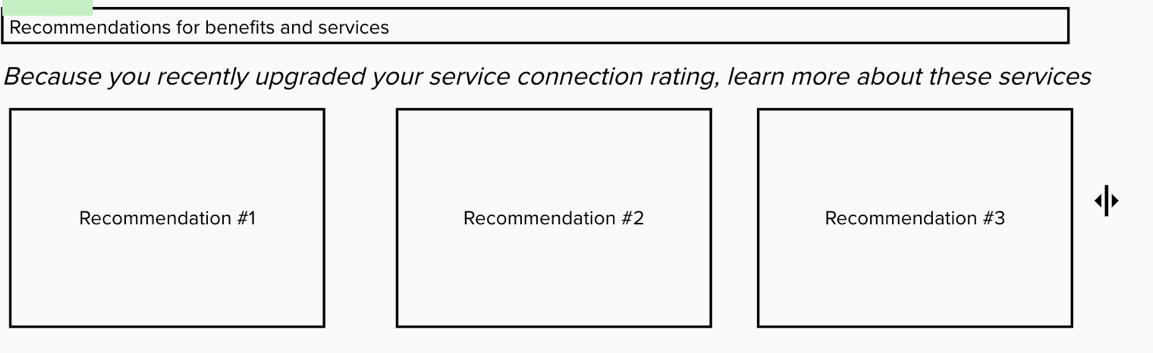 Recommendations for benefits and services
Because you recently upgraded your service connection rating, learn more about these services
Recommendation #1
Recommendation #2
Recommendation #3